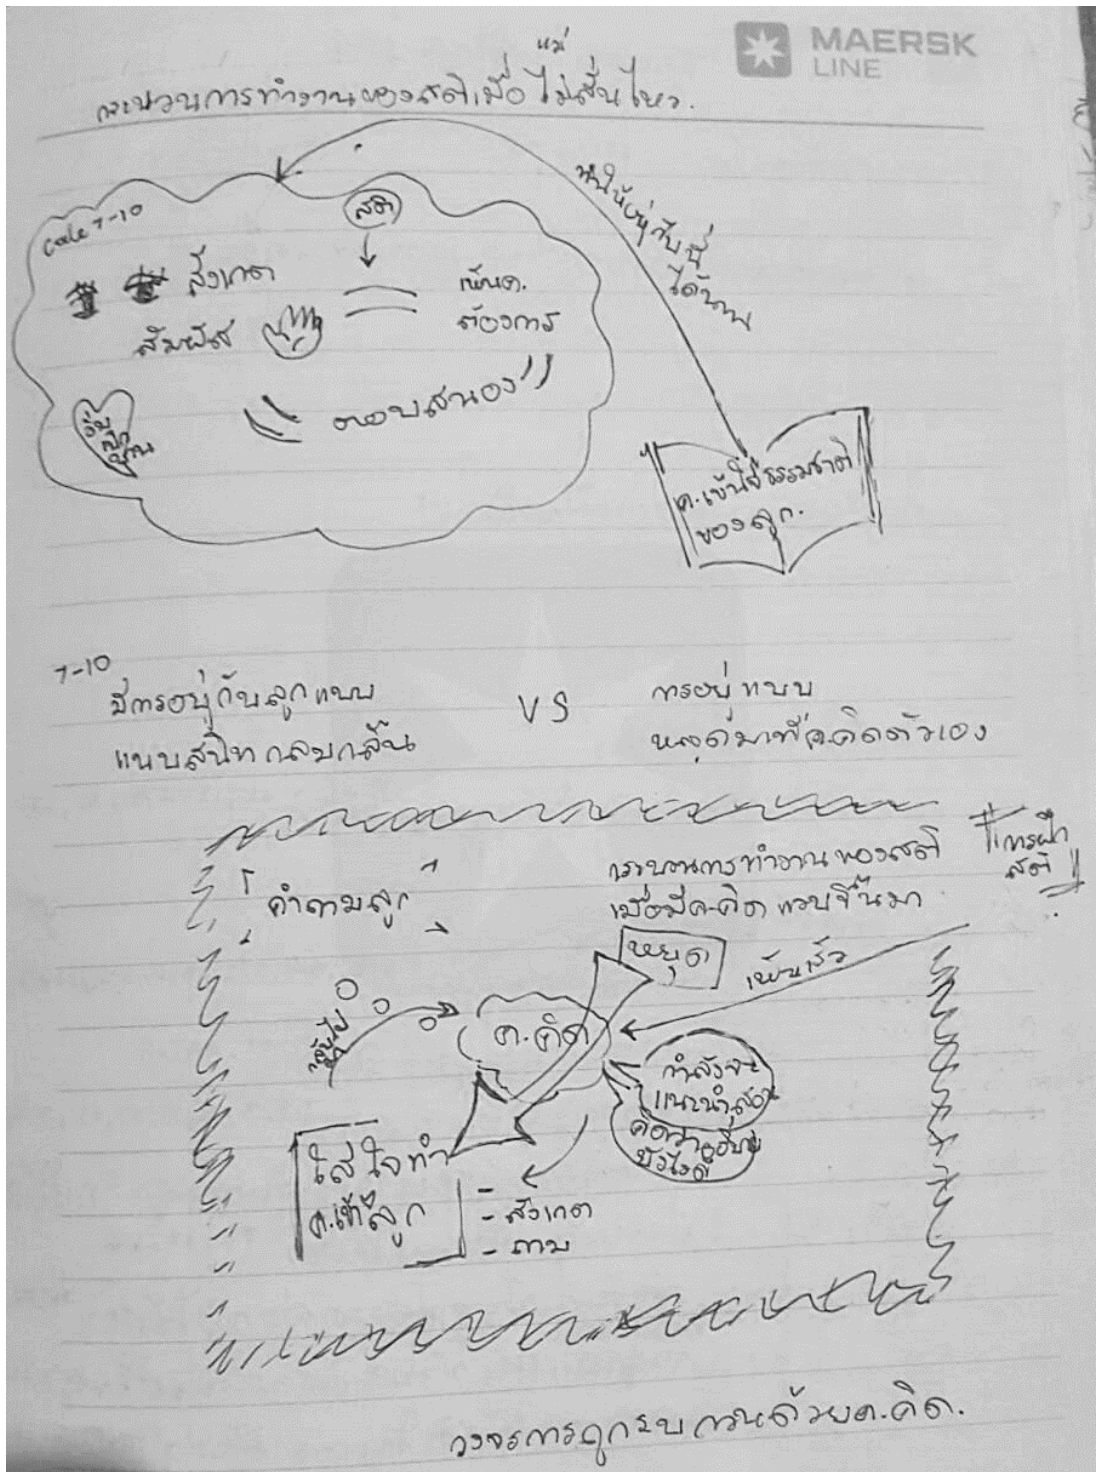 MAERSK
LINE
แม่
กระบวนการทำงานของสติเมื่อไม่สั่นไหว.
code 7-10
สติ
สังเกต
สัมผัส
เห็นค.
ต้องการ
ตอบสนอง
ทำให้อยู่กับนี่
ได้นาน
ค.เข้าใจธรรมชาติ
ของลูก.
7-10
มีการอยู่กับลูกแบบ
แนบสนิท กลมกลืน
VS
การอยู่แบบ
หลุดมาที่ค.คิดตัวเอง
คำถามลูก
กระบวนการทำงานของสติ
เมื่อมีค.คิดแวบขึ้นมา
การฝึก
สติ
หยุด
เห็นเร็ว
ค.คิด
กำลังจะ
แนะนำ,สอน
คิดว่า
ยังไงดี
ใส่ใจทำ
ค.เข้าใจลูก
- สังเกต
- ถาม
วงจรการถูกรบกวนด้วยค.คิด.